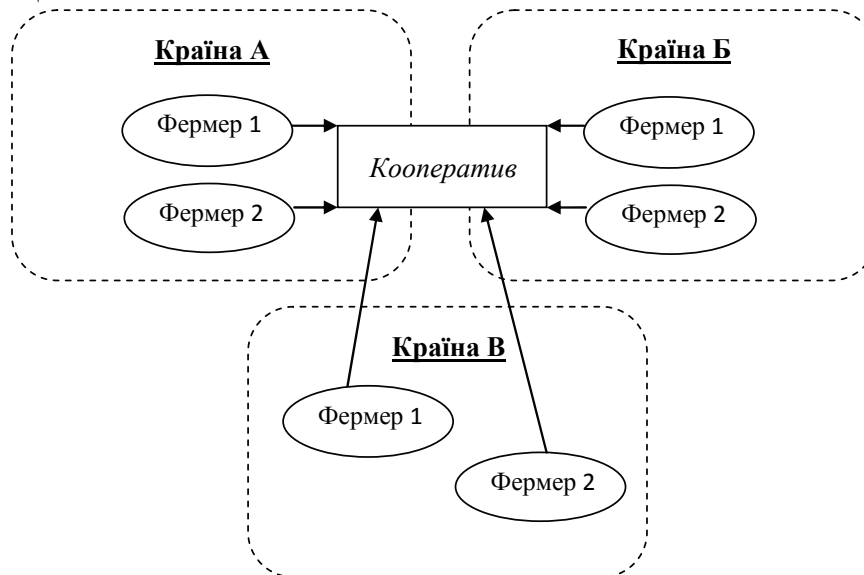 Країна А
Країна Б
Фермер 1
Фермер 1
Кооператив
Фермер 2
Фермер 2
Країна В
Фермер 1
Фермер 2